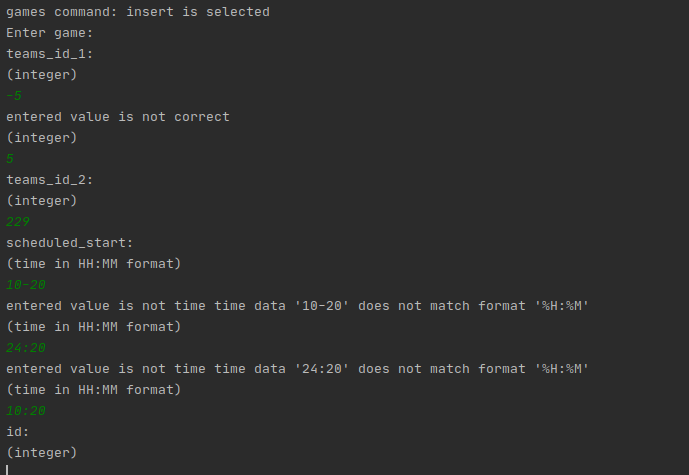 games command: insert is selected
Enter game:
teams_id_1:
(integer)
-5
entered value is not correct
(integer)
5
teams_id_2:
(integer)
229
scheduled_start:
(time in HH:MM format)
10-20
entered value is not time time data '10-20' does not match format '%H:%M'
(time in HH:MM format)
24:20
entered value is not time time data '24:20' does not match format '%H:%M'
(time in HH:MM format)
10:20
id:
(integer)